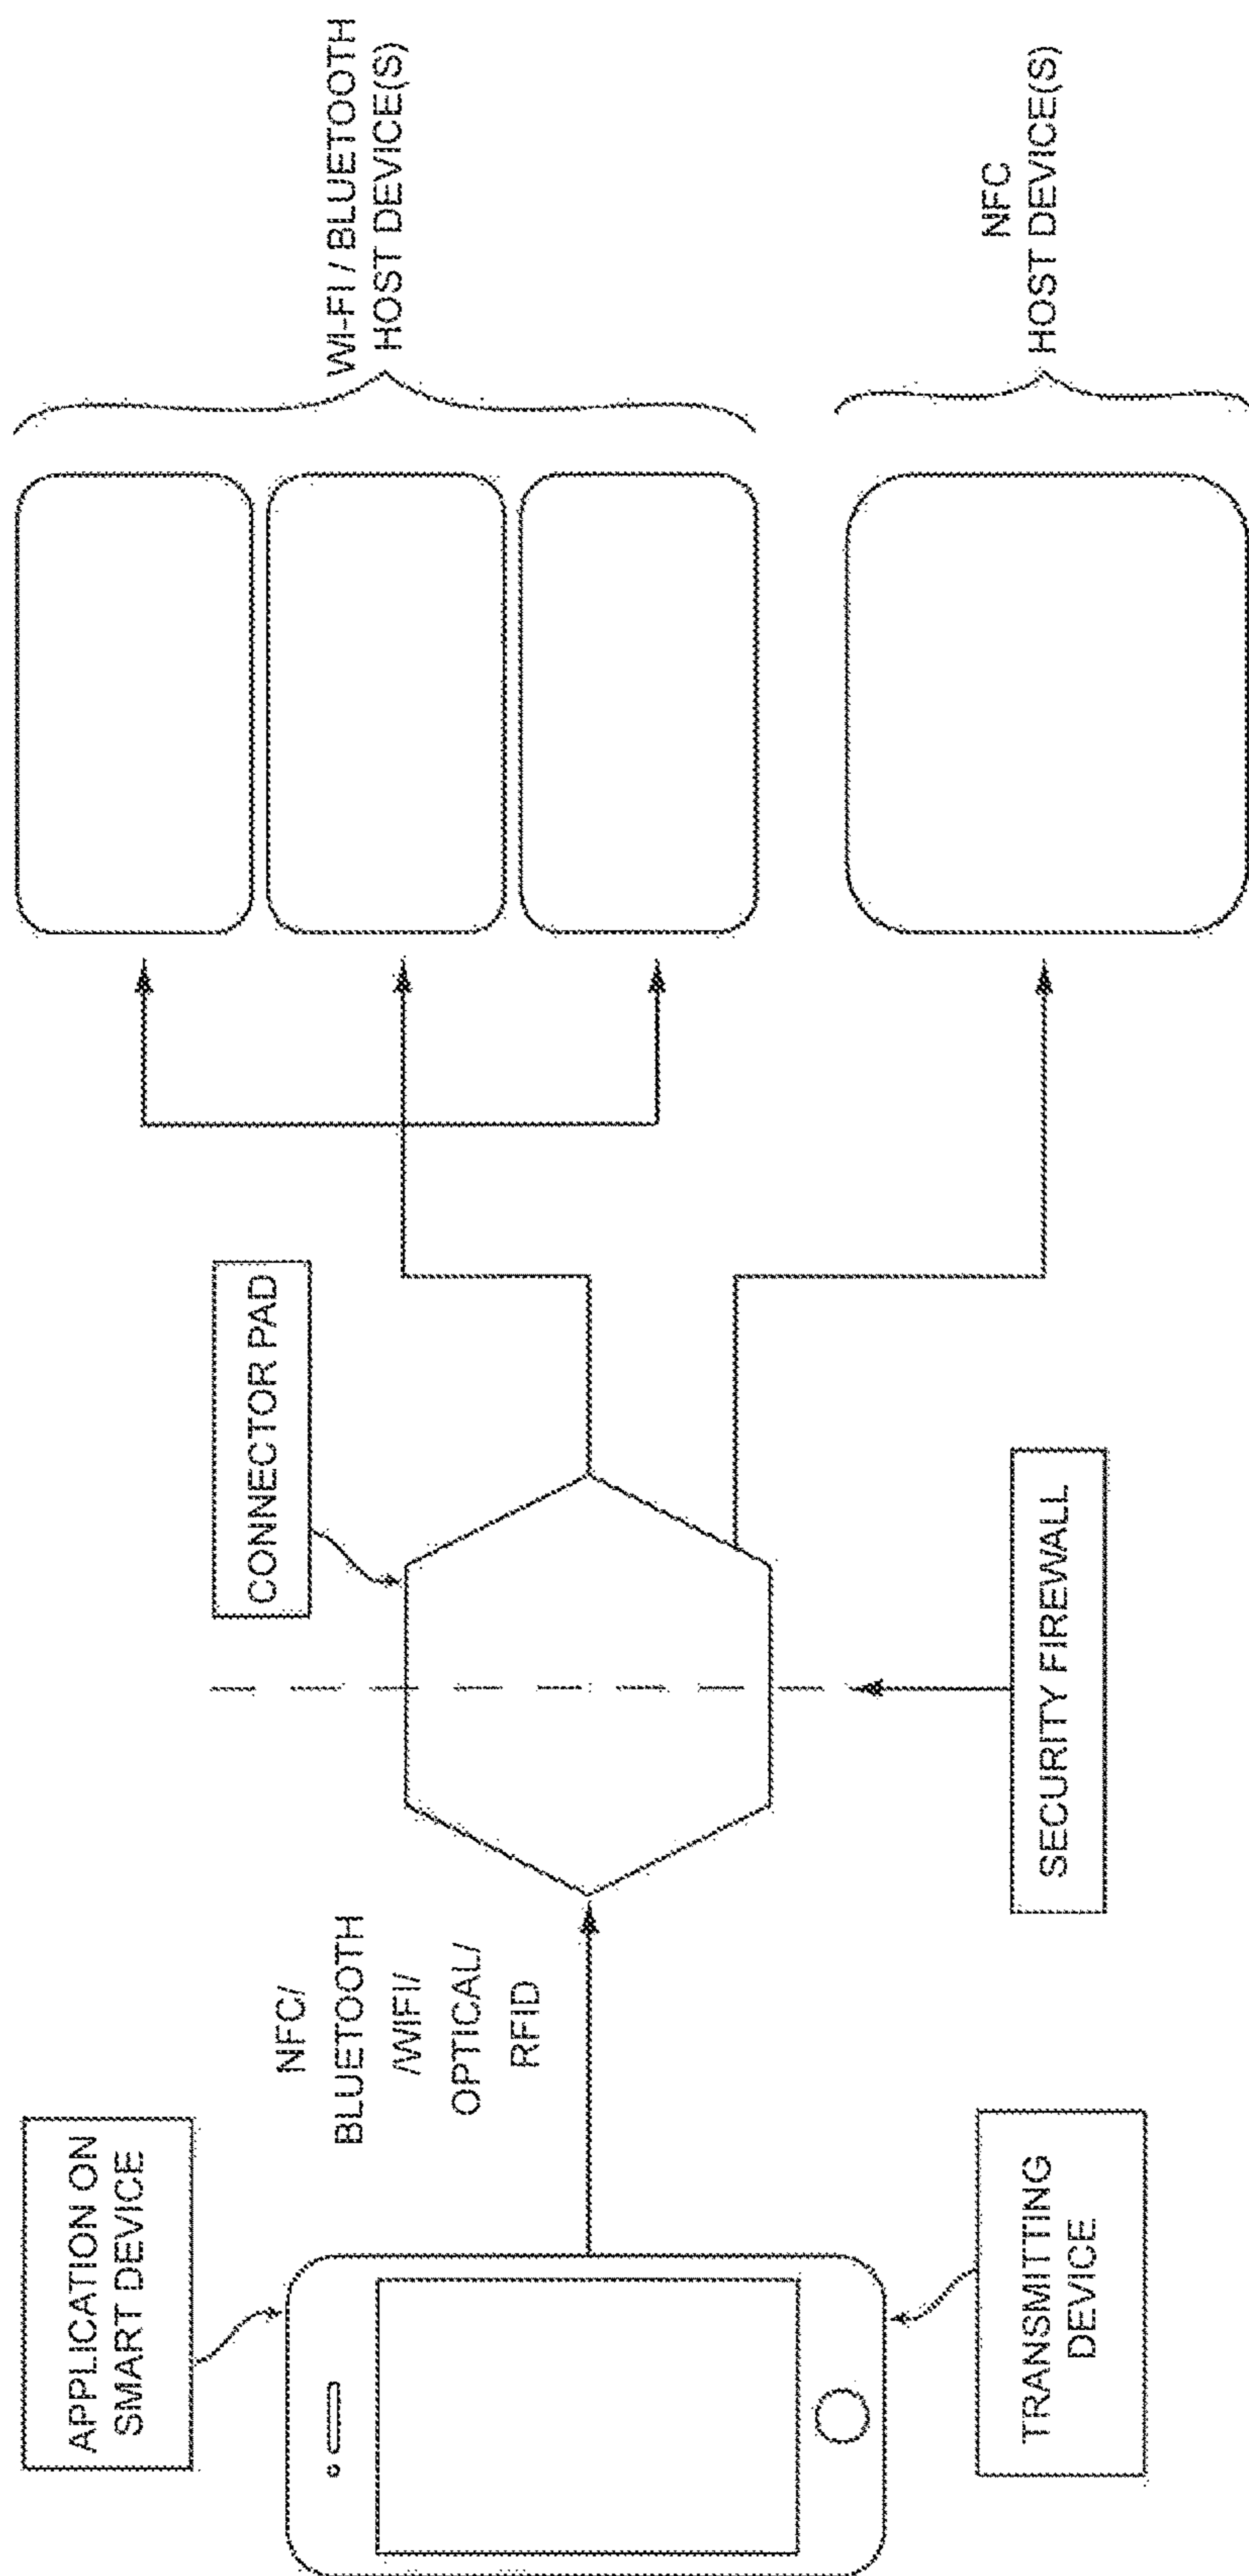 APPLICATION ON
SMART DEVICE
TRANSMITTING
DEVICE
NFC/
BLUETOOTH
/WIFI/
OPTICAL/
RFID
CONNECTOR PAD
SECURITY FIREWALL
WI-FI / BLUETOOTH
HOST DEVICE(S)
NFC
HOST DEVICE(S)